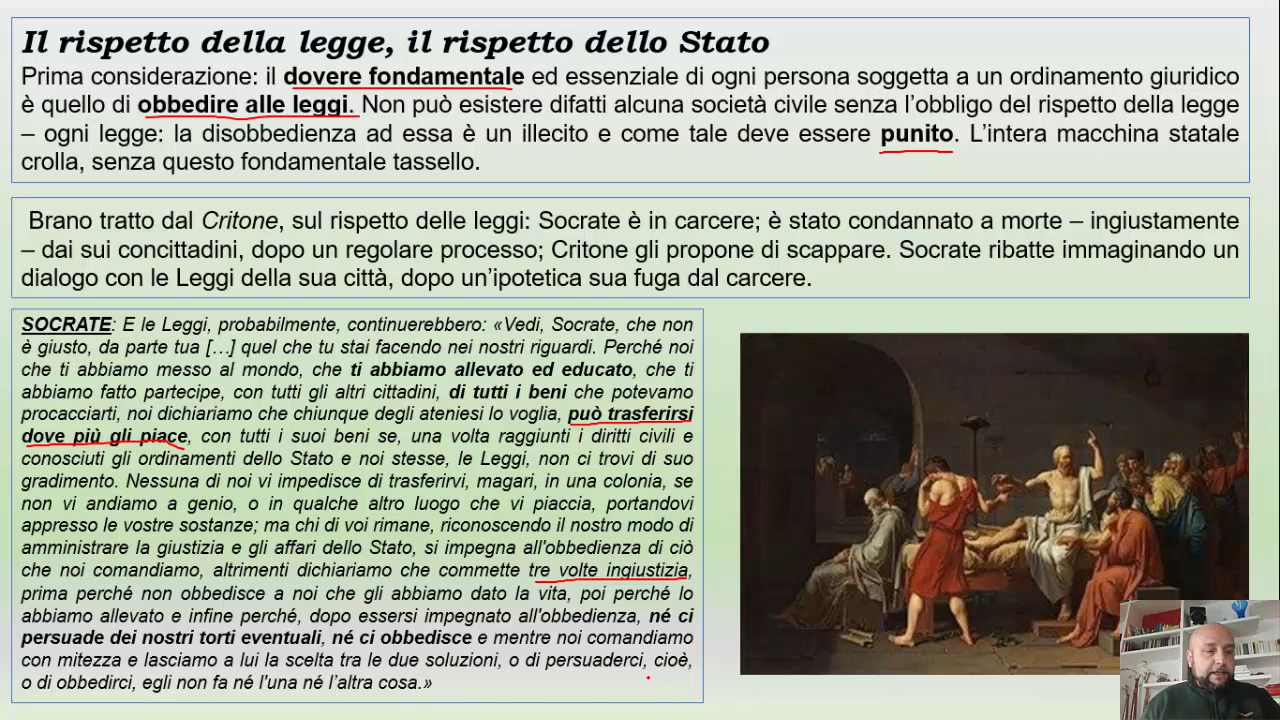 Il rispetto della legge, il rispetto dello Stato
Prima considerazione: il dovere fondamentale ed essenziale di ogni persona soggetta a un ordinamento giuridico
è quello di obbedire alle leggi. Non può esistere difatti alcuna società civile senza l'obbligo del rispetto della legge
– ogni legge: la disobbedienza ad essa è un illecito e come tale deve essere punito. L'intera macchina statale
crolla, senza questo fondamentale tassello.
Brano tratto dal Critone, sul rispetto delle leggi: Socrate è in carcere; è stato condannato a morte – ingiustamente
– dai sui concittadini, dopo un regolare processo; Critone gli propone di scappare. Socrate ribatte immaginando un
dialogo con le Leggi della sua città, dopo un'ipotetica sua fuga dal carcere.
SOCRATE: E le Leggi, probabilmente, continuerebbero: «Vedi, Socrate, che non
è giusto, da parte tua […] quel che tu stai facendo nei nostri riguardi. Perché noi
che ti abbiamo messo al mondo, che ti abbiamo allevato ed educato, che ti
abbiamo fatto partecipe, con tutti gli altri cittadini, di tutti i beni che potevamo
procacciarti, noi dichiariamo che chiunque degli ateniesi lo voglia, può trasferirsi
dove più gli piace, con tutti i suoi beni se, una volta raggiunti i diritti civili e
conosciuti gli ordinamenti dello Stato e noi stesse, le Leggi, non ci trovi di suo
gradimento. Nessuna di noi vi impedisce di trasferirvi, magari, in una colonia, se
non vi andiamo a genio, o in qualche altro luogo che vi piaccia, portandovi
appresso le vostre sostanze; ma chi di voi rimane, riconoscendo il nostro modo di
amministrare la giustizia e gli affari dello Stato, si impegna all'obbedienza di ciò
che noi comandiamo, altrimenti dichiariamo che commette tre volte ingiustizia,
prima perché non obbedisce a noi che gli abbiamo dato la vita, poi perché lo
abbiamo allevato e infine perché, dopo essersi impegnato all'obbedienza, né ci
persuade dei nostri torti eventuali, né ci obbedisce e mentre noi comandiamo
con mitezza e lasciamo a lui la scelta tra le due soluzioni, o di persuaderci, cioè,
o di obbedirci, egli non fa né l'una né l'altra cosa.»